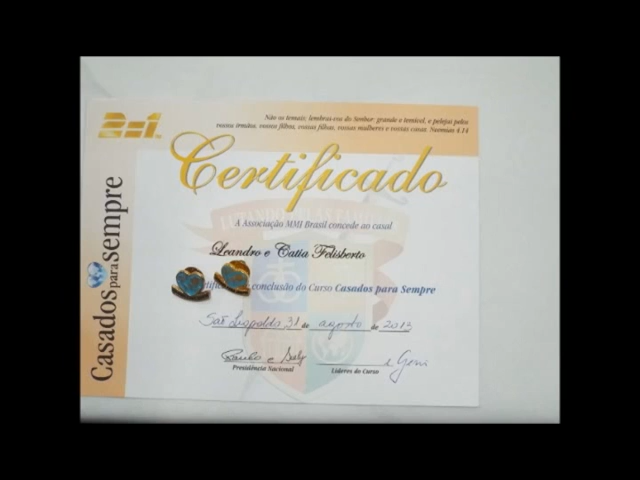 2=1
Não os temais; lembrai-vos do Senhor grande e temível, e pelejai pelos
vossos irmãos, vossos filhos, vossas filhas, vossas mulheres e vossas casas. Neemias 4.14
Certificado
A Associação MMI Brasil concede ao casal
Leandro e Catia Felisberto
conclusão do Curso Casados para Sempre
São Leopoldo 31 de agosto de 2013
Paulo e
e Geni
Presidência Nacional
Líderes do Curso
Casados para sempre